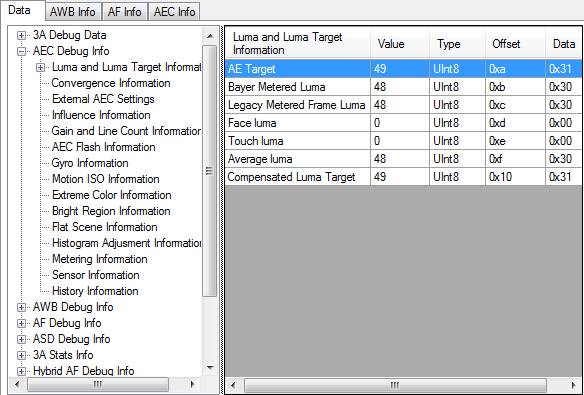 Data AWB Info AF Info AEC Info
3A Debug Data
AEC Debug Info
Luma and Luma Target Informat
Convergence Information
External AEC Settings
Influence Information
Gain and Line Count Information
AEC Flash Information
Gyro Information
Motion ISO Information
Extreme Color Information
Bright Region Information
Flat Scene Information
Histogram Adjusment Information
Metering Information
Sensor Information
History Information
AWB Debug Info
AF Debug Info
ASD Debug Info
3A Stats Info
Hybrid AF Debug Info
Luma and Luma Target
Information Value Type Offset Data
AE Target 49 UInt8 0xa 0x31
Bayer Metered Luma 48 UInt8 0xb 0x30
Legacy Metered Frame Luma 48 UInt8 0xc 0x30
Face luma 0 UInt8 0xd 0x00
Touch luma 0 UInt8 0xe 0x00
Average luma 48 UInt8 0xf 0x30
Compensated Luma Target 49 UInt8 0x10 0x31